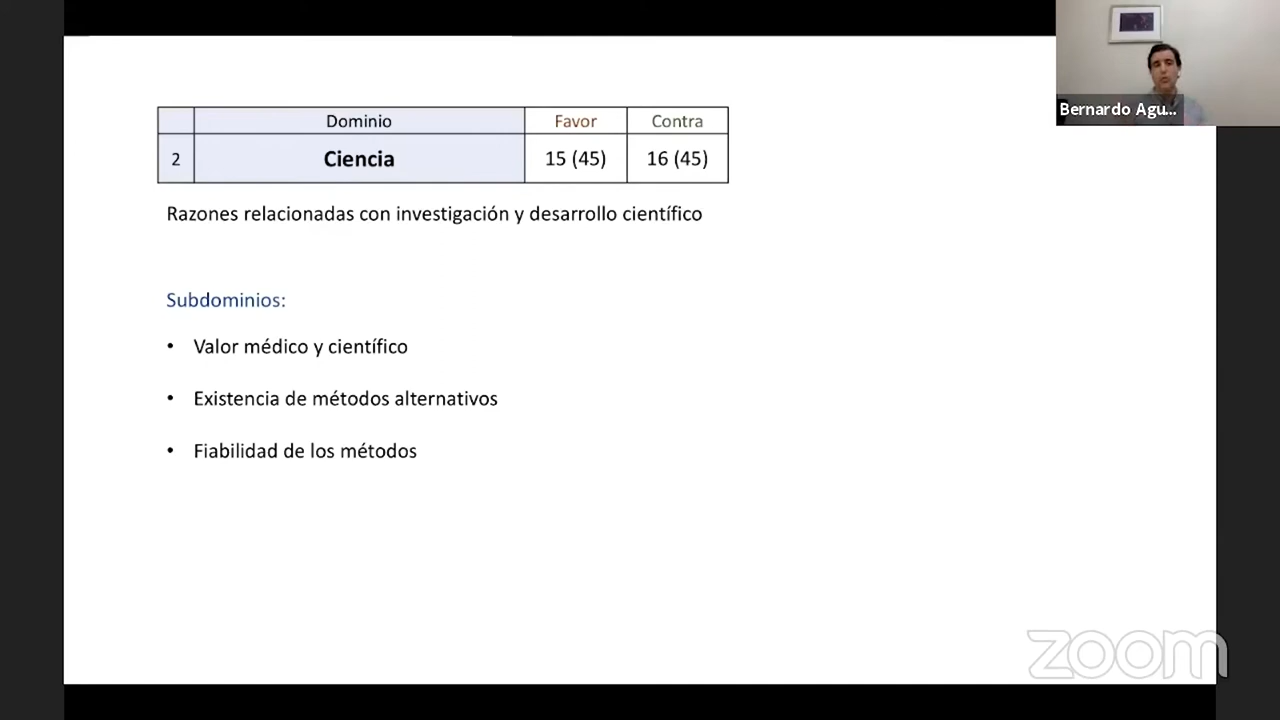 Dominio Favor Contra
2 Ciencia 15 (45) 16 (45)
Razones relacionadas con investigación y desarrollo científico
Subdominios:
• Valor médico y científico
• Existencia de métodos alternativos
• Fiabilidad de los métodos
Bernardo Agu...
zoom